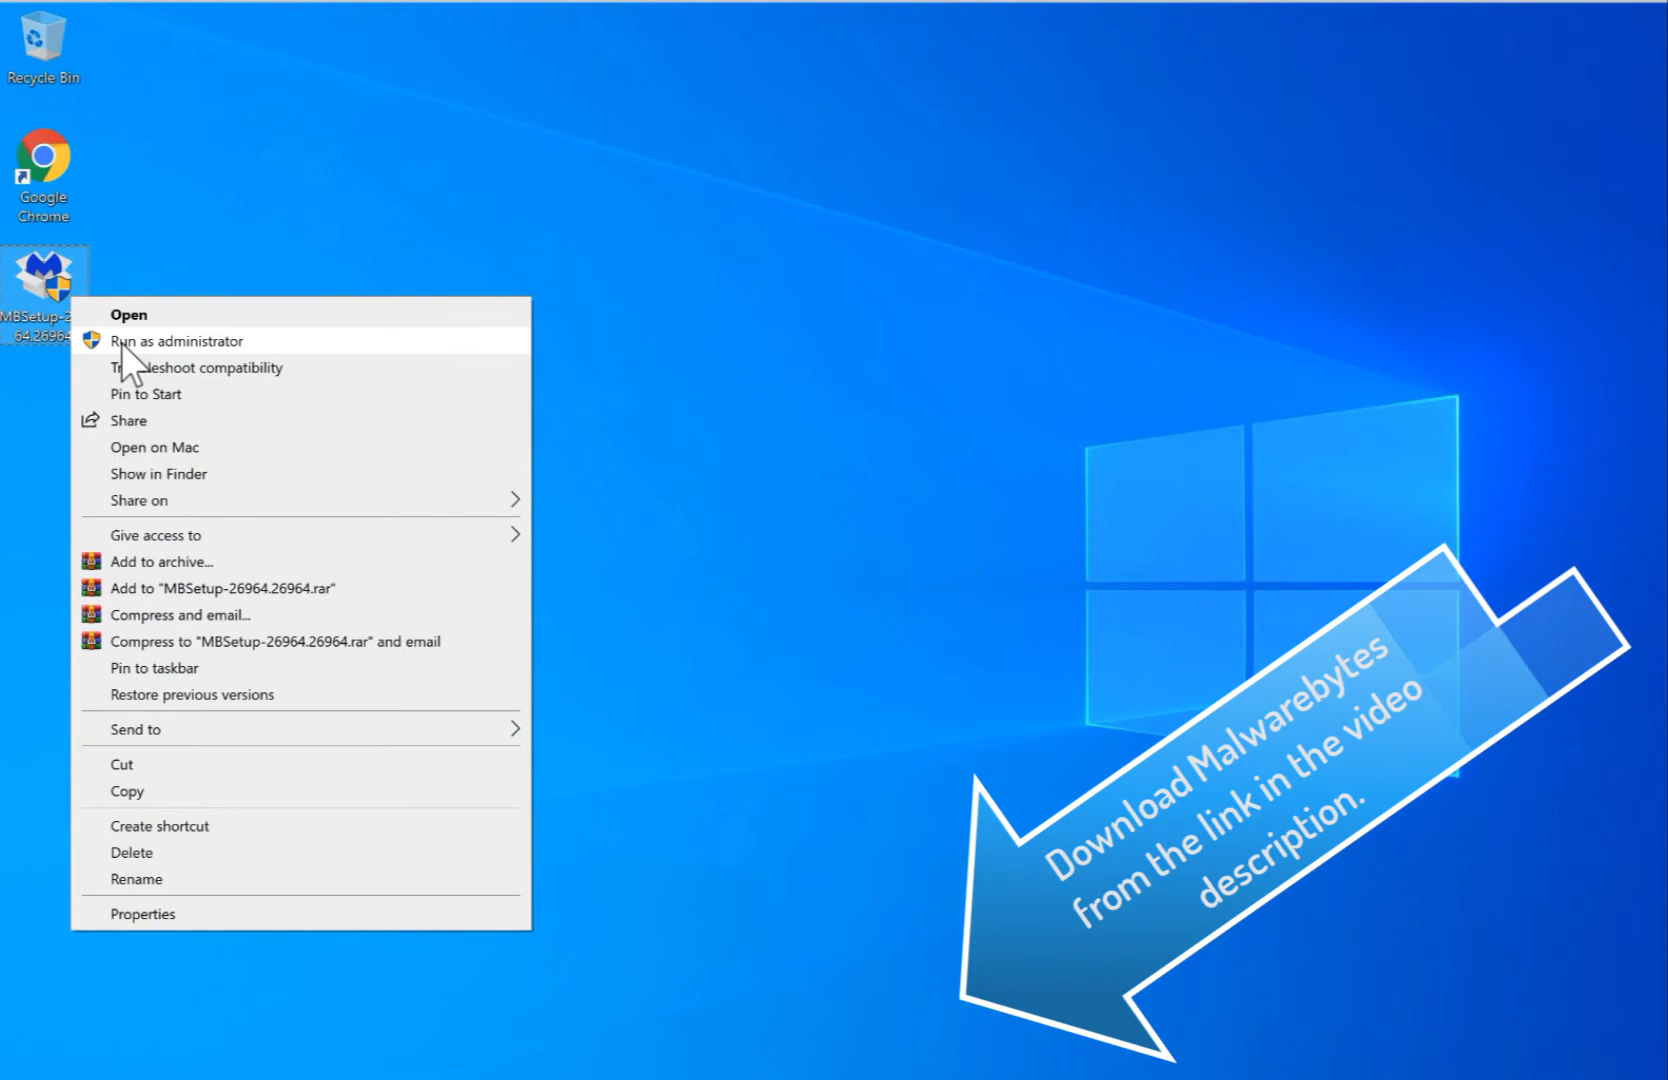 Recycle Bin
Google
Chrome
MBSetup-2
64.26964
Open
Run as administrator
Troubleshoot compatibility
Pin to Start
Share
Open on Mac
Show in Finder
Share on
Give access to
Add to archive...
Add to "MBSetup-26964.26964.rar"
Compress and email...
Compress to "MBSetup-26964.26964.rar" and email
Pin to taskbar
Restore previous versions
Send to
Cut
Copy
Create shortcut
Delete
Rename
Properties
Download Malwarebytes
from the link in the video
description.